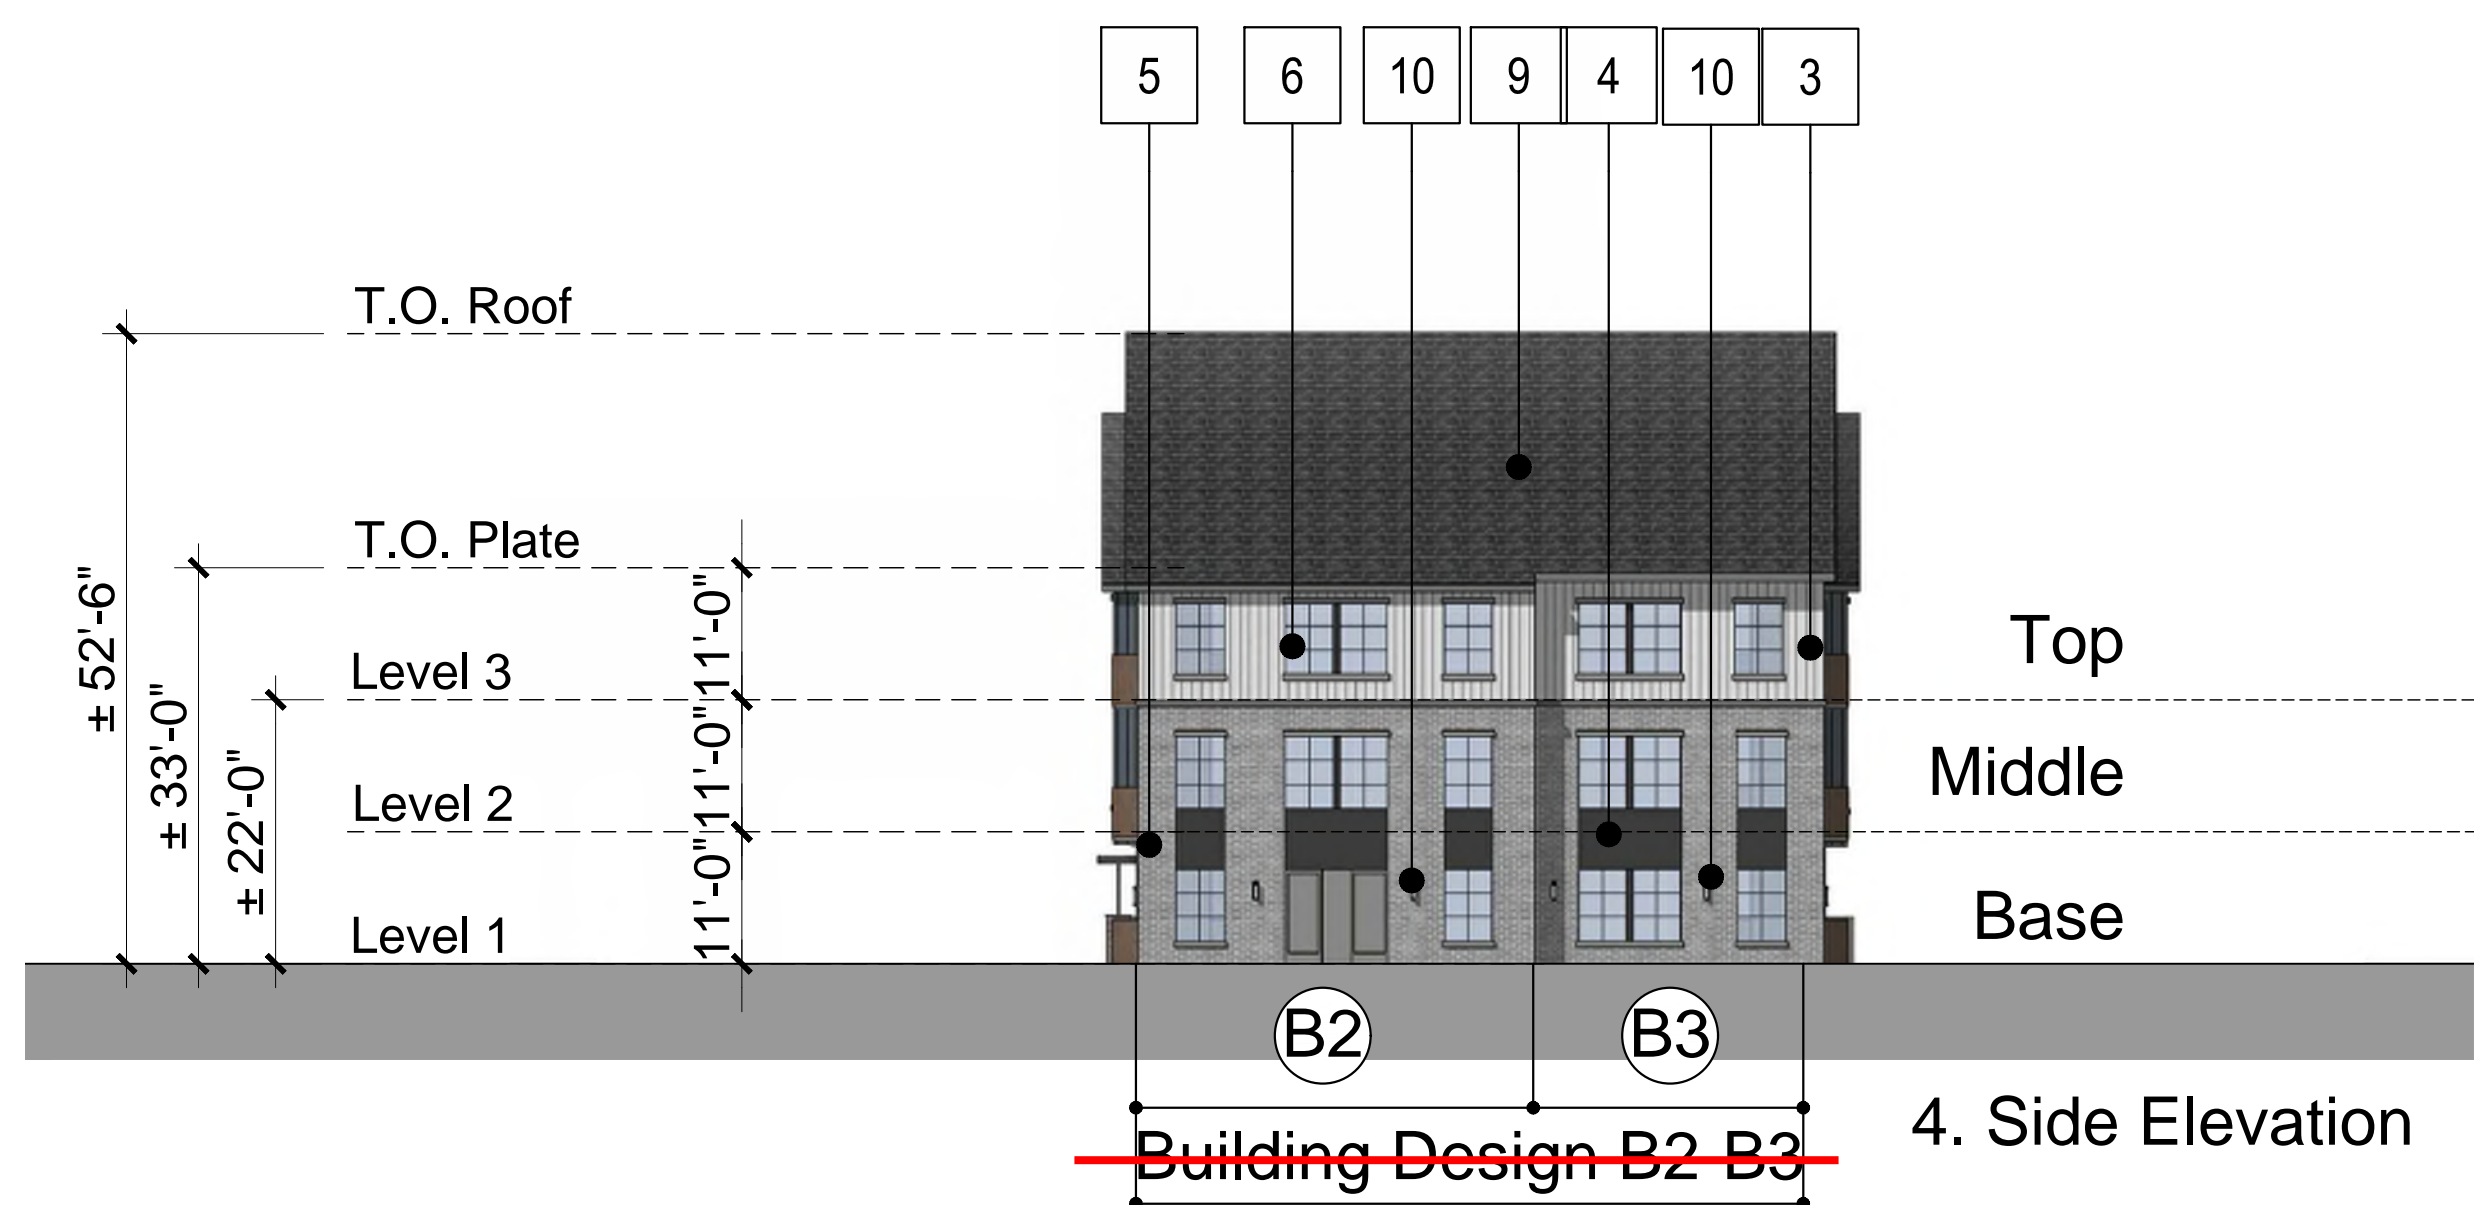 5 6 10 9 4 10 3
T.O. Roof
T.O. Plate
± 52'-6"
± 33'-0"
± 22'-0"
11'-0"
11'-0"
11'-0"
Level 3
Level 2
Level 1
Top
Middle
Base
B2 B3
Building Design B2-B3
4. Side Elevation